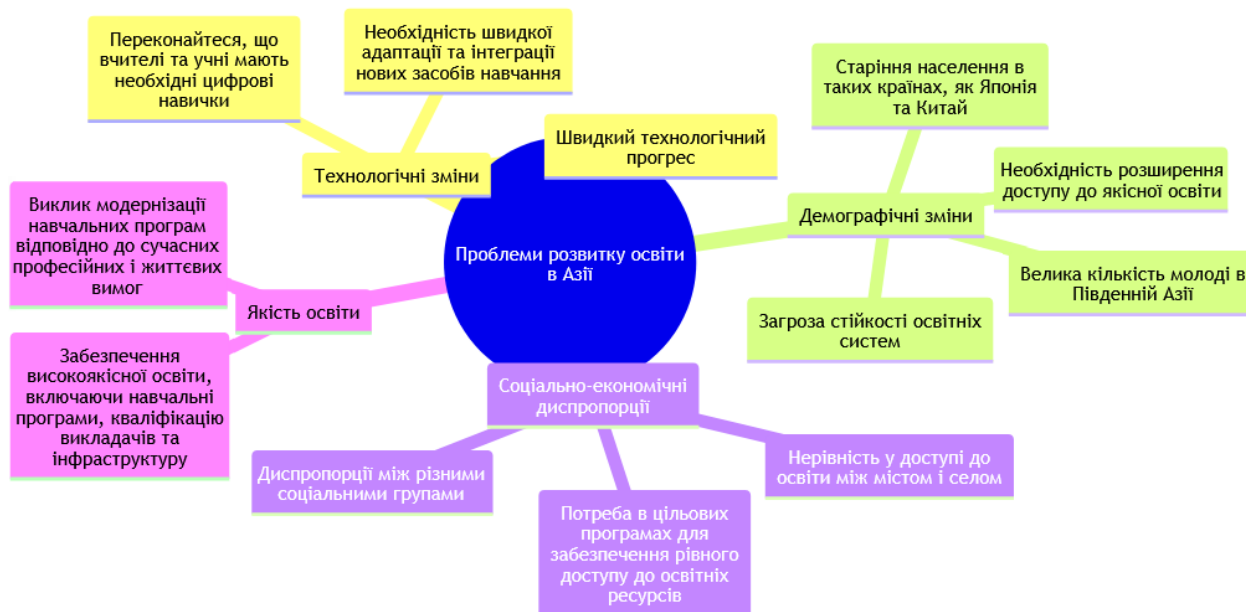 Переконайтеся, що
вчителі та учні мають
необхідні цифрові
навички
Необхідність швидкої
адаптації та інтеграції
нових засобів навчання
Швидкий технологічний
прогрес
Технологічні зміни
Старіння населення в
таких країнах, як Японія
та Китай
Необхідність розширення
доступу до якісної освіти
Демографічні зміни
Велика кількість молоді в
Південній Азії
Загроза стійкості освітніх
систем
Проблеми розвитку освіти
в Азії
Виклик модернізації
навчальних програм
відповідно до сучасних
професійних і життєвих
вимог
Якість освіти
Забезпечення
високоякісної освіти,
включаючи навчальні
програми, кваліфікацію
викладачів та
інфраструктуру
Соціально-економічні
диспропорції
Диспропорції між різними
соціальними групами
Потреба в цільових
програмах для
забезпечення рівного
доступу до освітніх
ресурсів
Нерівність у доступі до
освіти між містом і селом